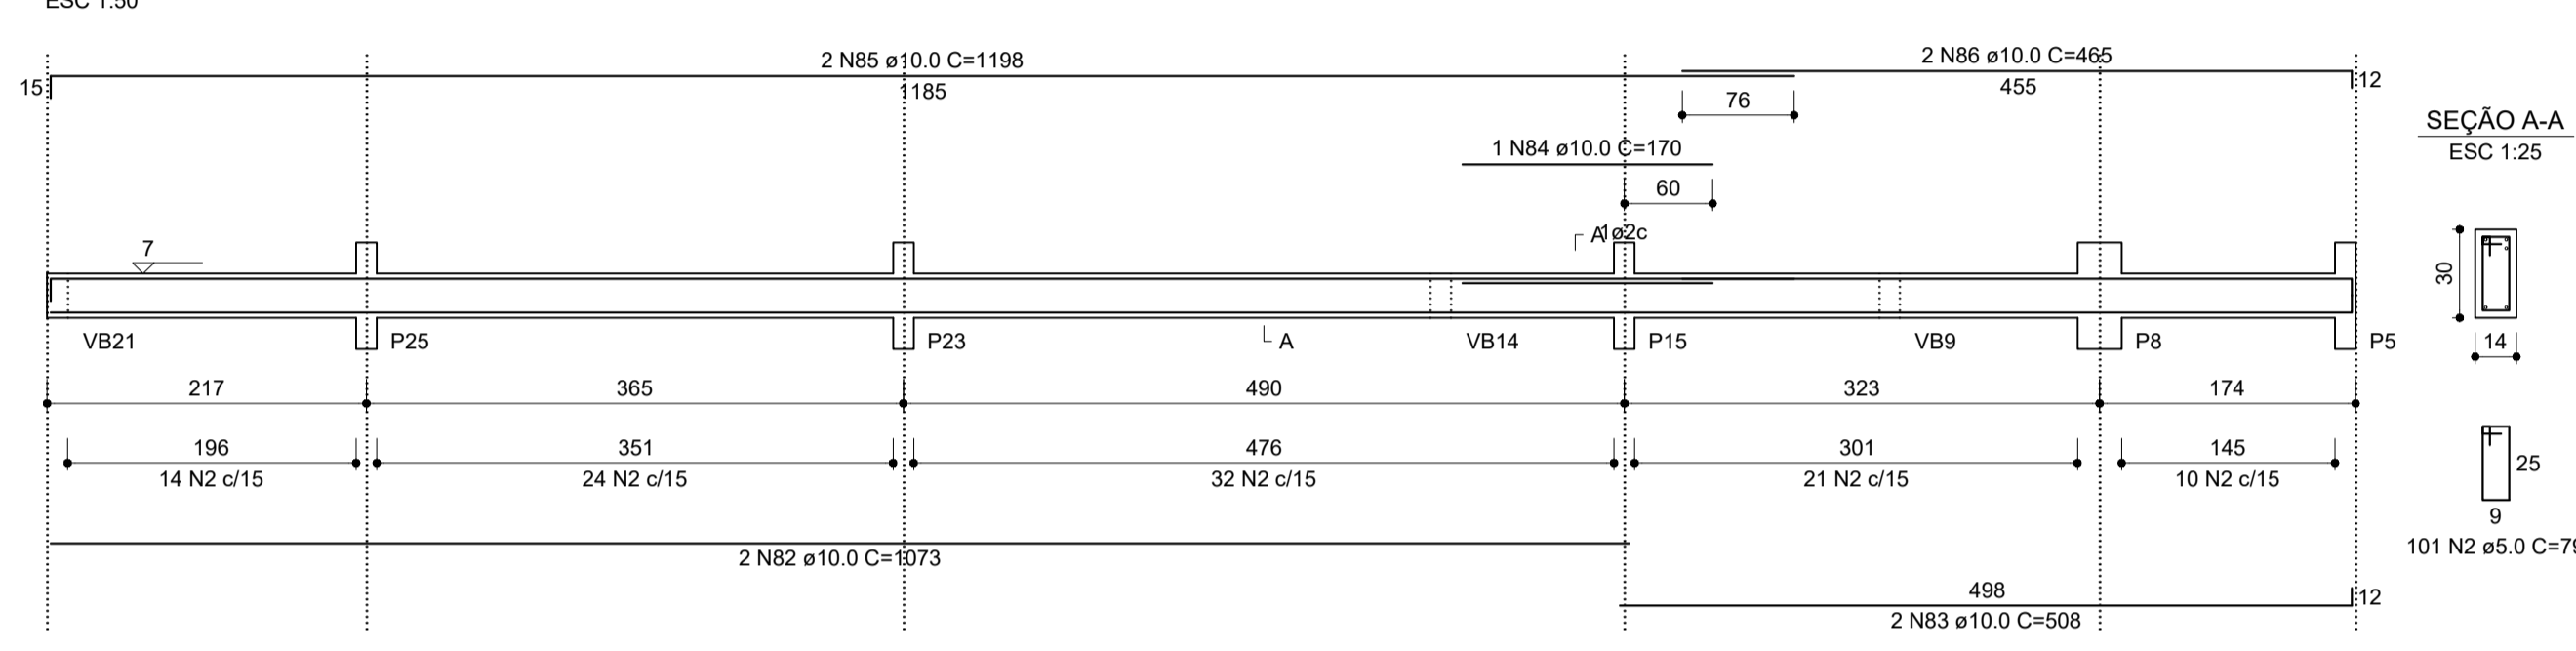 ESC 1:50
2 N85 ø10.0 C=1198
2 N86 ø10.0 C=465
15
1185
455
12
76
SEÇÃO A-A
ESC 1:25
1 N84 ø10.0 C=170
60
A
1ø2c
7
30
VB21
P25
P23
A
VB14
P15
VB9
P8
P5
14
217
365
490
323
174
196
351
476
301
145
14 N2 c/15
24 N2 c/15
32 N2 c/15
21 N2 c/15
10 N2 c/15
25
9
101 N2 ø5.0 C=79
2 N82 ø10.0 C=1073
498
12
2 N83 ø10.0 C=508